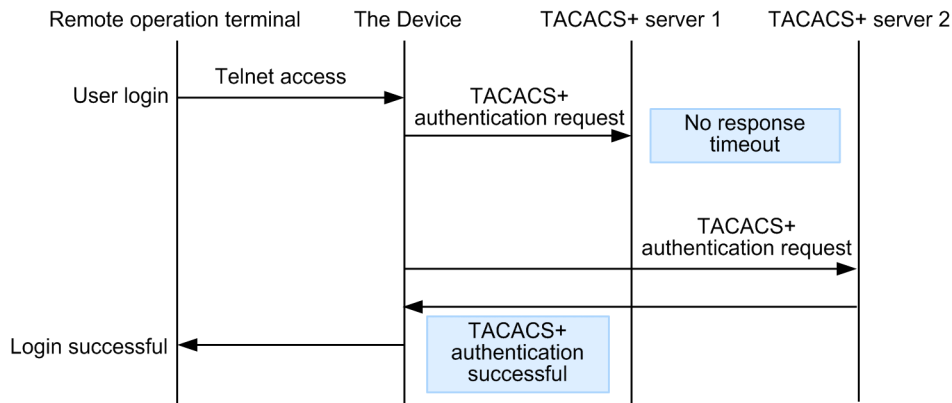 Remote operation terminal
The Device
TACACS+ server 1
TACACS+ server 2
User login
Telnet access
TACACS+
authentication request
No response
timeout
TACACS+
authentication request
Login successful
TACACS+
authentication
successful